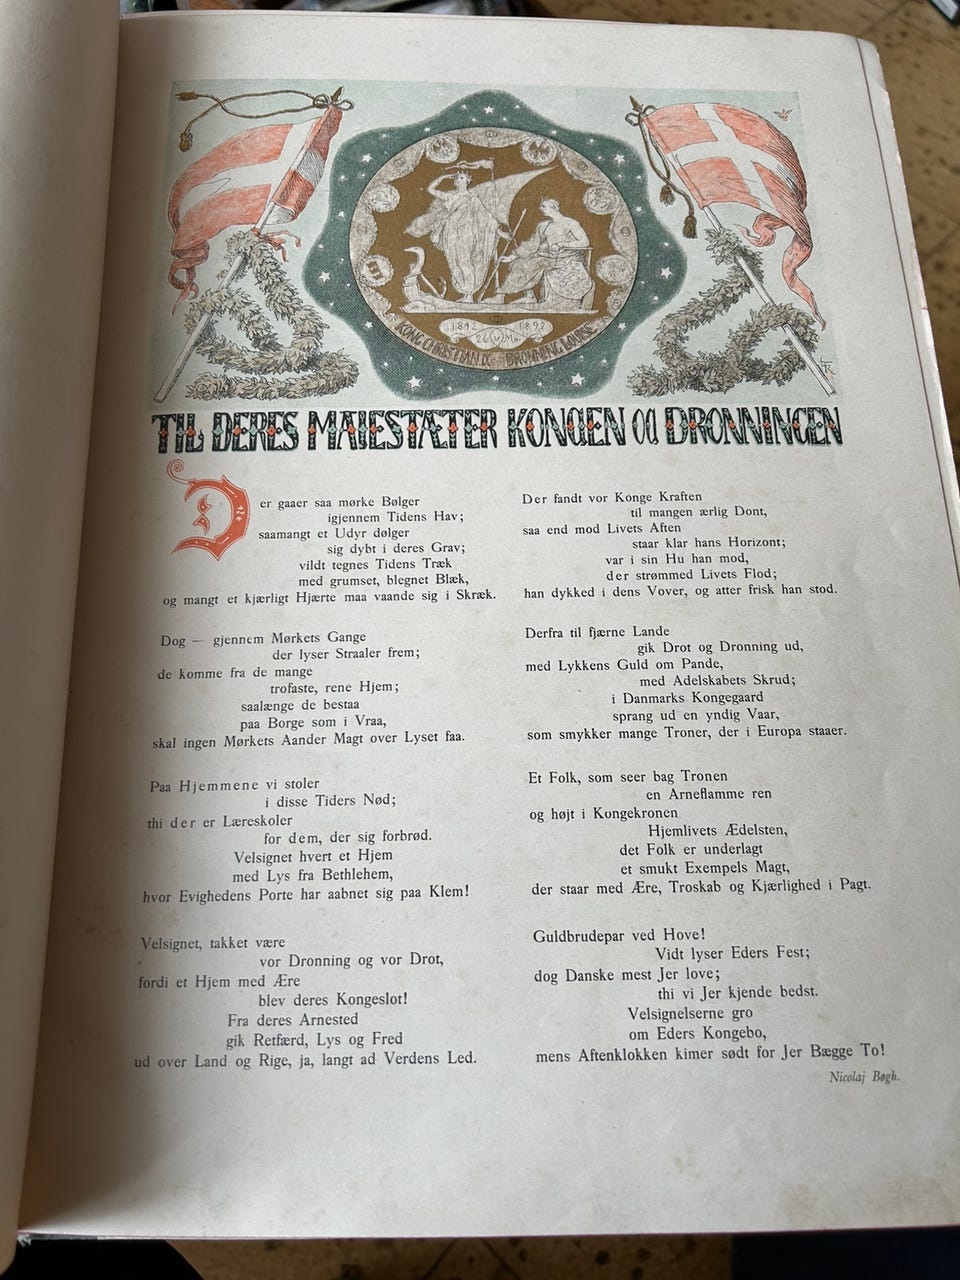 1842 1892
26 Mai
KONG CHRISTIAN OG DRONNING LOUISE
TIL DERES MAIESTÆTER KONGEN OG DRONNINGEN
Der gaaer saa mørke Bølger
igjennem Tidens Hav;
saamangt et Udyr dølger
sig dybt i deres Grav;
vildt tegnes Tidens Træk
med grumset, blegnet Blæk,
og mangt et kjærligt Hjærte maa vaande sig i Skræk.
Dog — gjennem Mørkets Gange
der lyser Straaler frem;
de komme fra de mange
trofaste, rene Hjem;
saalænge de bestaa
paa Borge som i Vraa,
skal ingen Mørkets Aander Magt over Lyset faa.
Paa Hjemmene vi stoler
i disse Tiders Nød;
thi der er Læreskoler
for dem, der sig forbrød.
Velsignet hvert et Hjem
med Lys fra Bethlehem,
hvor Evighedens Porte har aabnet sig paa Klem!
Velsignet, takket være
vor Dronning og vor Drot,
fordi et Hjem med Ære
blev deres Kongeslot!
Fra deres Arnested
gik Retfærd, Lys og Fred
ud over Land og Rige, ja, langt ad Verdens Led.
Der fandt vor Konge Kraften
til mangen ærlig Dont,
saa end mod Livets Aften
staar klar hans Horizont;
var i sin Hu han mod,
der strømmed Livets Flod;
han dykked i dens Vover, og atter frisk han stod.
Derfra til fjærne Lande
gik Drot og Dronning ud,
med Lykkens Guld om Pande,
med Adelskabets Skrud;
i Danmarks Kongegaard
sprang ud en yndig Vaar,
som smykker mange Troner, der i Europa staaer.
Et Folk, som seer bag Tronen
en Arneflamme ren
og højt i Kongekronen
Hjemlivets Ædelsten,
det Folk er underlagt
et smukt Exempels Magt,
der staar med Ære, Troskab og Kjærlighed i Pagt.
Guldbrudepar ved Hove!
Vidt lyser Eders Fest;
dog Danske mest Jer love;
thi vi Jer kjende bedst.
Velsignelserne gro
om Eders Kongebo,
mens Aftenklokken kimer sødt for Jer Bægge To!
Nicolaj Bøgh.